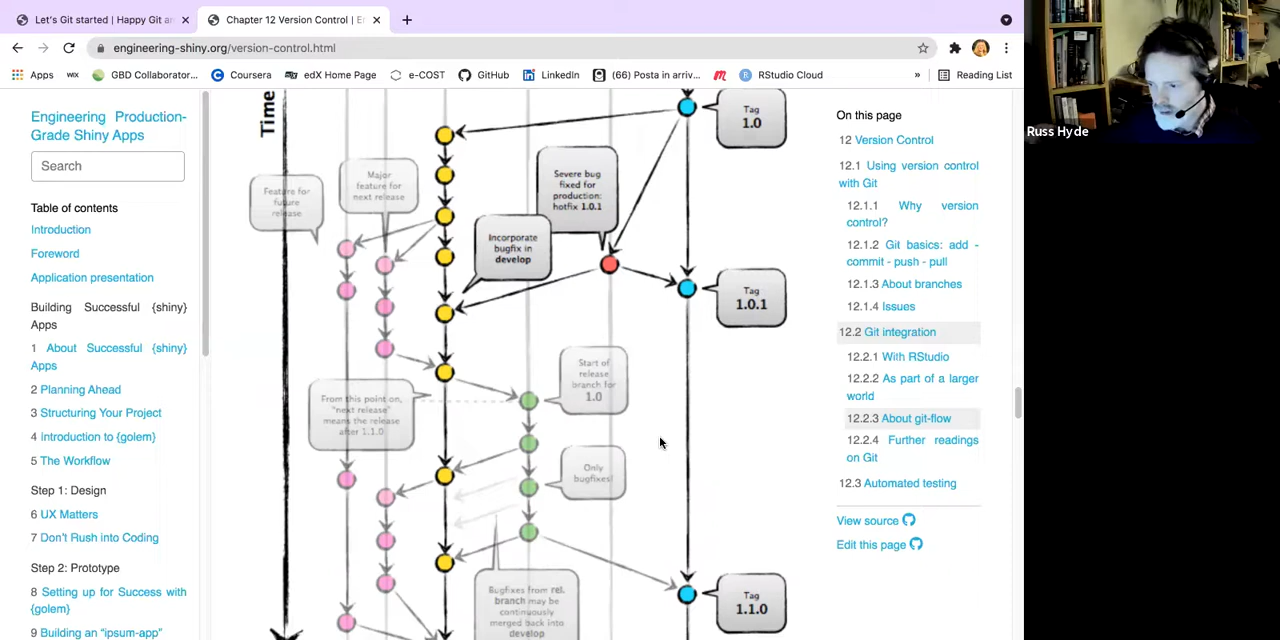 Let's Git started | Happy Git an
Chapter 12 Version Control | E
engineering-shiny.org/version-control.html
Apps
WIX
GBD Collaborator...
Coursera
edX Home Page
e-COST
GitHub
LinkedIn
(66) Posta in arriv...
RStudio Cloud
»
Reading List
Russ Hyde
Engineering Production-
Grade Shiny Apps
Search
Table of contents
Introduction
Foreword
Application presentation
Building Successful {shiny}
Apps
1 About Successful {shiny}
Apps
2 Planning Ahead
3 Structuring Your Project
4 Introduction to {golem}
5 The Workflow
Step 1: Design
6 UX Matters
7 Don't Rush into Coding
Step 2: Prototype
8 Setting up for Success with
{golem}
9 Building an "ipsum-app"
Time
Tag
1.0
Feature for
future
release
Major
feature for
next release
Severe bug
fixed for
production:
hotfix 1.0.1
Incorporate
bugfix in
develop
Tag
1.0.1
Start of
release
branch for
1.0
From this point on,
"next release"
means the release
after 1.1.0
Only
bugfixes!
Bugfixes from rel.
branch may be
continuously
merged back into
develop
Tag
1.1.0
On this page
12 Version Control
12.1 Using version control
with Git
12.1.1 Why version
control?
12.1.2 Git basics: add -
commit - push - pull
12.1.3 About branches
12.1.4 Issues
12.2 Git integration
12.2.1 With RStudio
12.2.2 As part of a larger
world
12.2.3 About git-flow
12.2.4 Further readings
on Git
12.3 Automated testing
View source
Edit this page